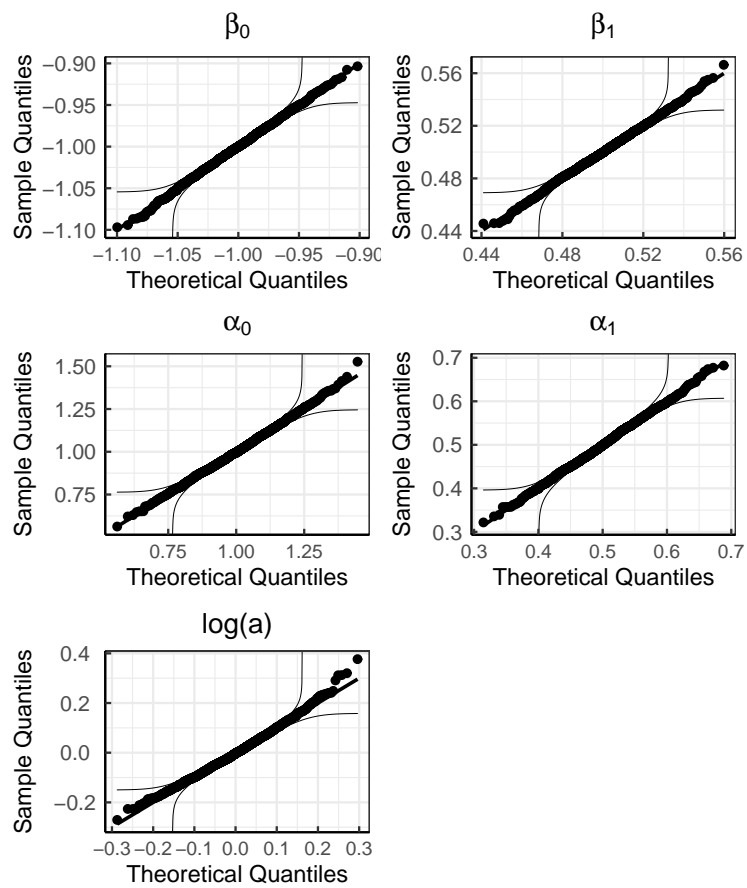 β₀
−0.90
−0.95
−1.00
−1.05
−1.10
Sample Quantiles
−1.10 −1.05 −1.00 −0.95 −0.90
Theoretical Quantiles
β₁
0.56
0.52
0.48
0.44
Sample Quantiles
0.44 0.48 0.52 0.56
Theoretical Quantiles
α₀
1.50
1.25
1.00
0.75
Sample Quantiles
0.75 1.00 1.25
Theoretical Quantiles
α₁
0.7
0.6
0.5
0.4
0.3
Sample Quantiles
0.3 0.4 0.5 0.6 0.7
Theoretical Quantiles
log(a)
0.4
0.2
0.0
−0.2
Sample Quantiles
−0.3 −0.2 −0.1 0.0 0.1 0.2 0.3
Theoretical Quantiles